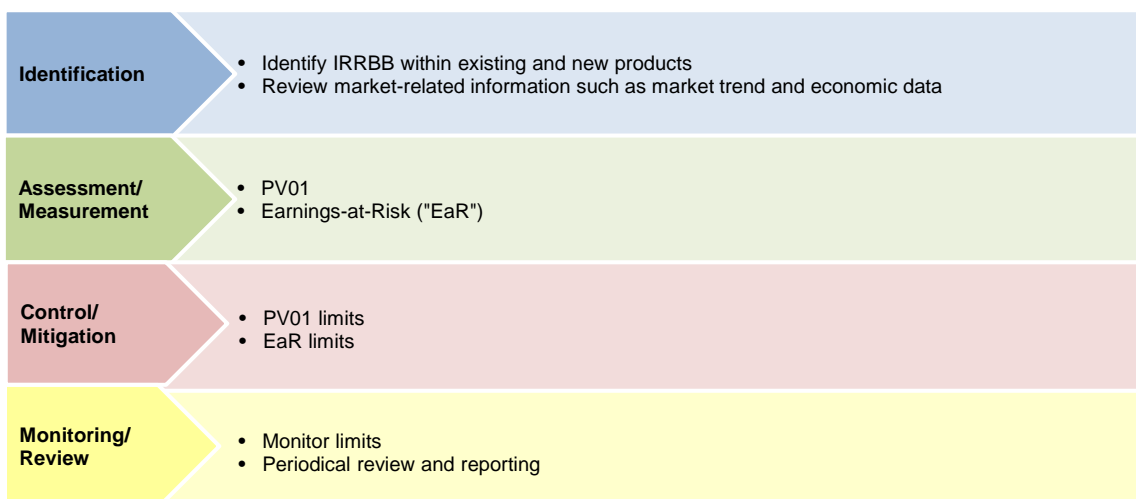 Identification
• Identify IRRBB within existing and new products
• Review market-related information such as market trend and economic data
Assessment/
Measurement
• PV01
• Earnings-at-Risk ("EaR")
Control/
Mitigation
• PV01 limits
• EaR limits
Monitoring/
Review
• Monitor limits
• Periodical review and reporting